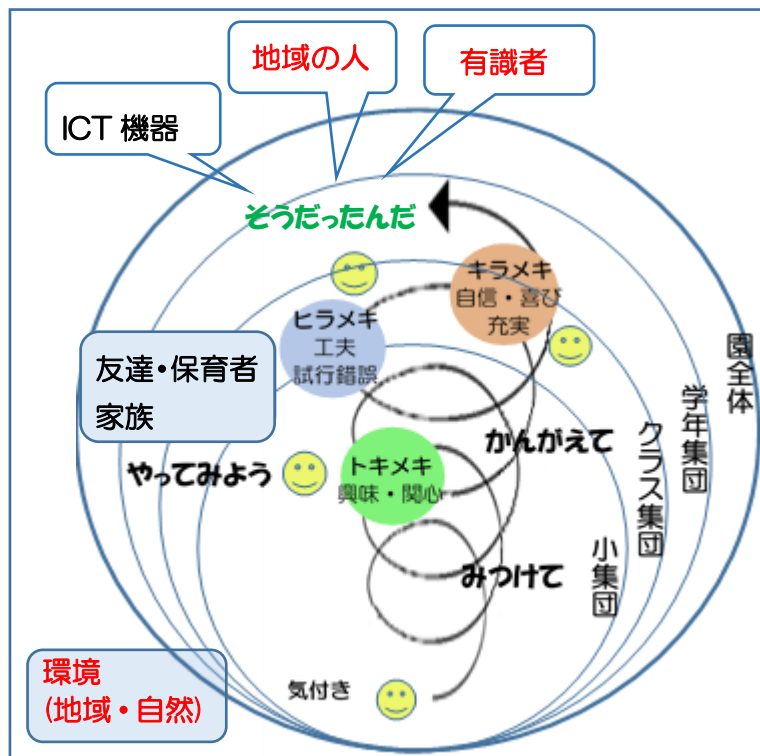 地域の人
有識者
ICT 機器
そうだったんだ
キラメキ
自信・喜び
充実
ヒラメキ
工夫
試行錯誤
友達・保育者
家族
園全体
学年集団
クラス集団
小集団
かんがえて
やってみよう
トキメキ
興味・関心
みつけて
環境
(地域・自然)
気付き